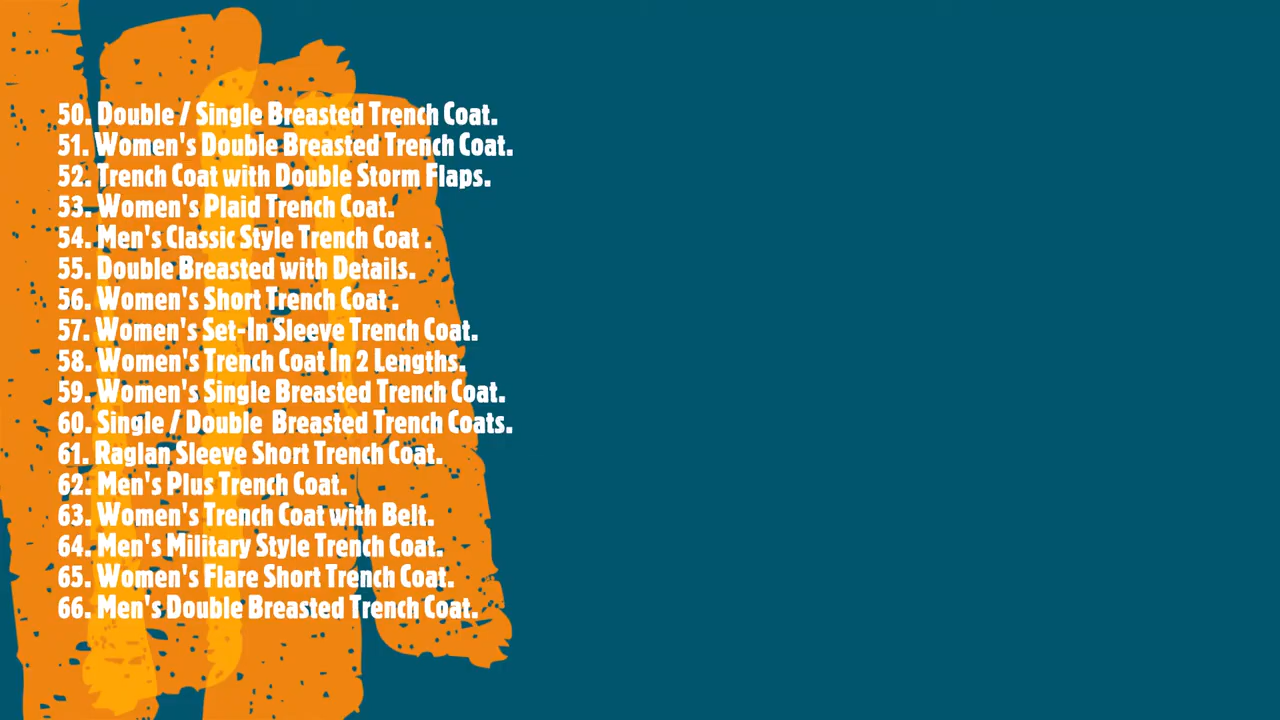 50. Double / Single Breasted Trench Coat.
51. Women's Double Breasted Trench Coat.
52. Trench Coat with Double Storm Flaps.
53. Women's Plaid Trench Coat.
54. Men's Classic Style Trench Coat .
55. Double Breasted with Details.
56. Women's Short Trench Coat .
57. Women's Set-In Sleeve Trench Coat.
58. Women's Trench Coat In 2 Lengths.
59. Women's Single Breasted Trench Coat.
60. Single / Double  Breasted Trench Coats.
61. Raglan Sleeve Short Trench Coat.
62. Men's Plus Trench Coat.
63. Women's Trench Coat with Belt.
64. Men's Military Style Trench Coat.
65. Women's Flare Short Trench Coat.
66. Men's Double Breasted Trench Coat.